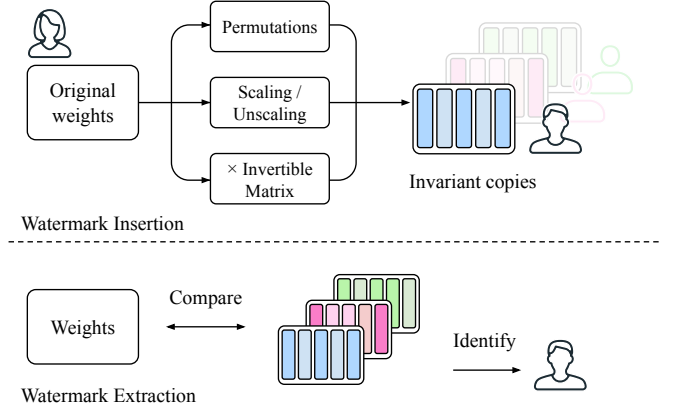 Permutations
Original
weights
Scaling /
Unscaling
× Invertible
Matrix
Invariant copies
Watermark Insertion
Compare
Weights
Identify
Watermark Extraction